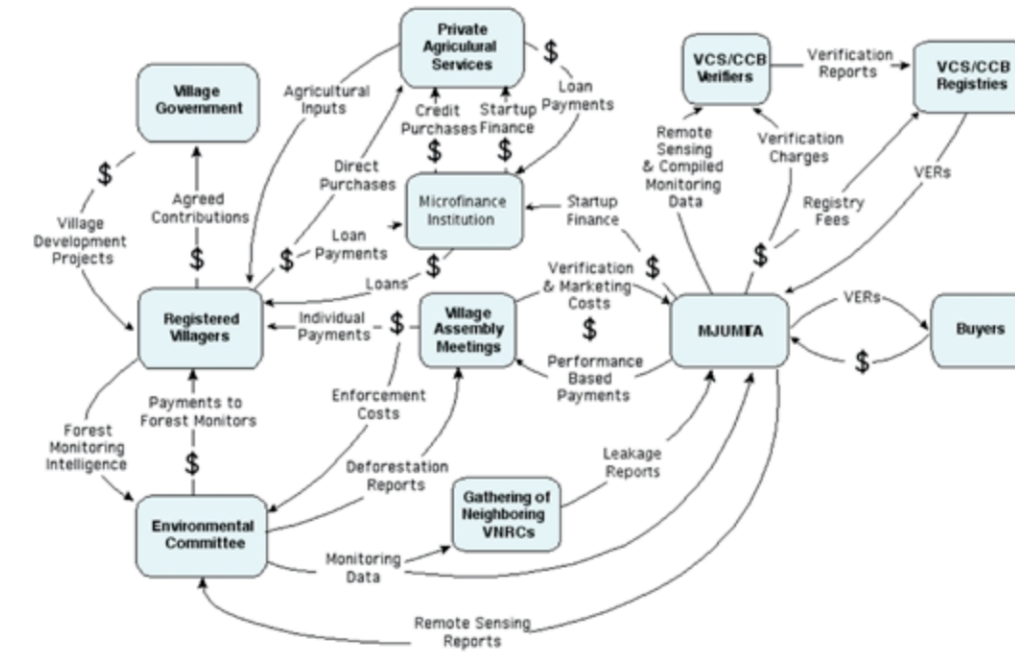 Private
Agriculural
Services
$
Loan
Payments
VCS/CCB
Verifiers
Verification
Reports
VCS/CCB
Registries
Village
Government
Agricultural
Inputs
Credit
Purchases
$
Startup
Finance
$
Remote
Sensing
& Compiled
Monitoring
Data
Verification
Charges
VERs
$
Village
Development
Projects
Agreed
Contributions
$
Direct
Purchases
$
Loan
Payments
Microfinance
Institution
Startup
Finance
$
Registry
Fees
$
Loans
$
Registered
Villagers
Individual
Payments
$
Village
Assembly
Meetings
Verification
& Marketing
Costs
$
Performance
Based
Payments
MJUMITA
VERs
$
Buyers
Forest
Monitoring
Intelligence
Payments to
Forest Monitors
$
Enforcement
Costs
Deforestation
Reports
Leakage
Reports
Gathering of
Neighboring
VNRCs
Environmental
Committee
Monitoring
Data
Remote Sensing
Reports